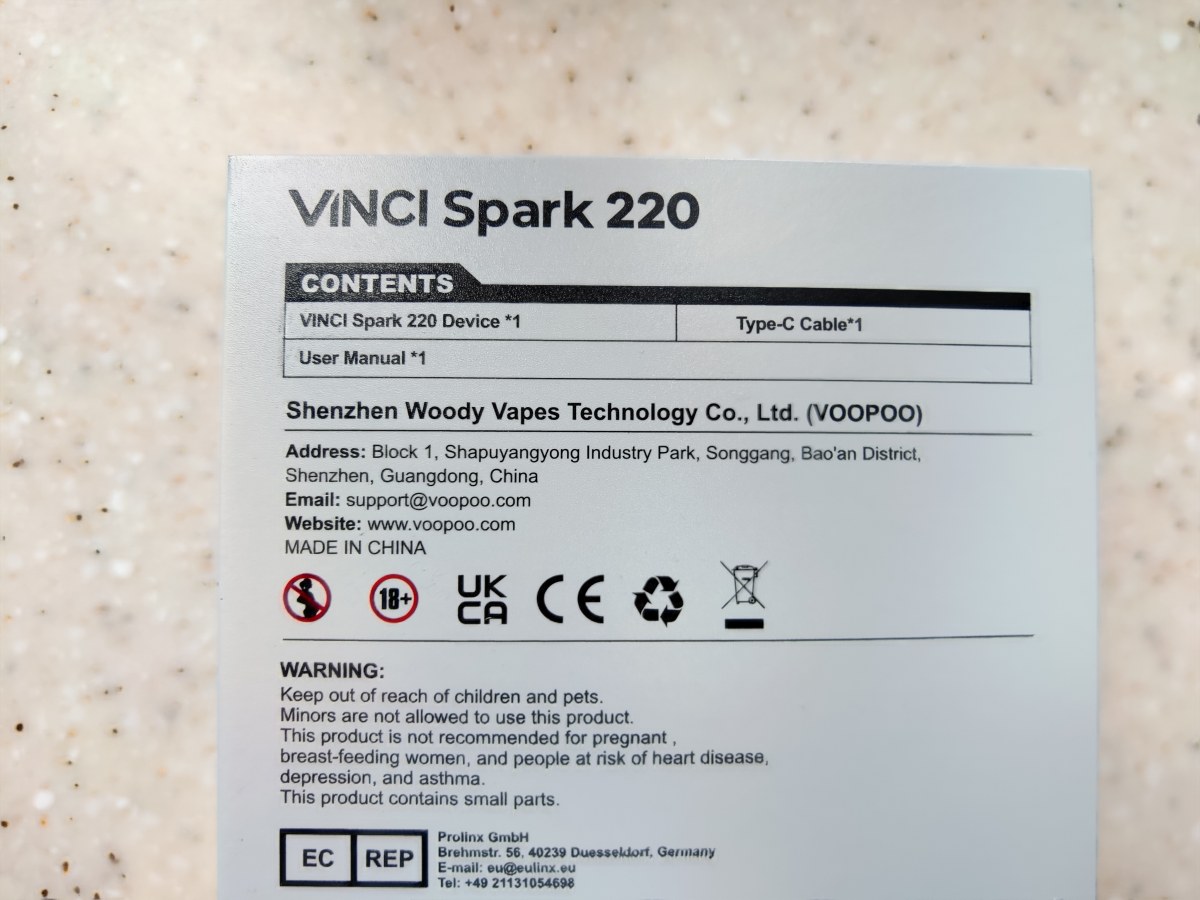 VINCI Spark 220
CONTENTS
VINCI Spark 220 Device *1 Type-C Cable*1
User Manual *1
Shenzhen Woody Vapes Technology Co., Ltd. (VOOPOO)
Address: Block 1, Shapuyangyong Industry Park, Songgang, Bao'an District,
Shenzhen, Guangdong, China
Email: support@voopoo.com
Website: www.voopoo.com
MADE IN CHINA
18+ UK CA CE
WARNING:
Keep out of reach of children and pets.
Minors are not allowed to use this product.
This product is not recommended for pregnant ,
breast-feeding women, and people at risk of heart disease,
depression, and asthma.
This product contains small parts.
EC REP
Prolinx GmbH
Brehmstr. 56, 40239 Duesseldorf, Germany
E-mail: eu@eulinx.eu
Tel: +49 21131054698